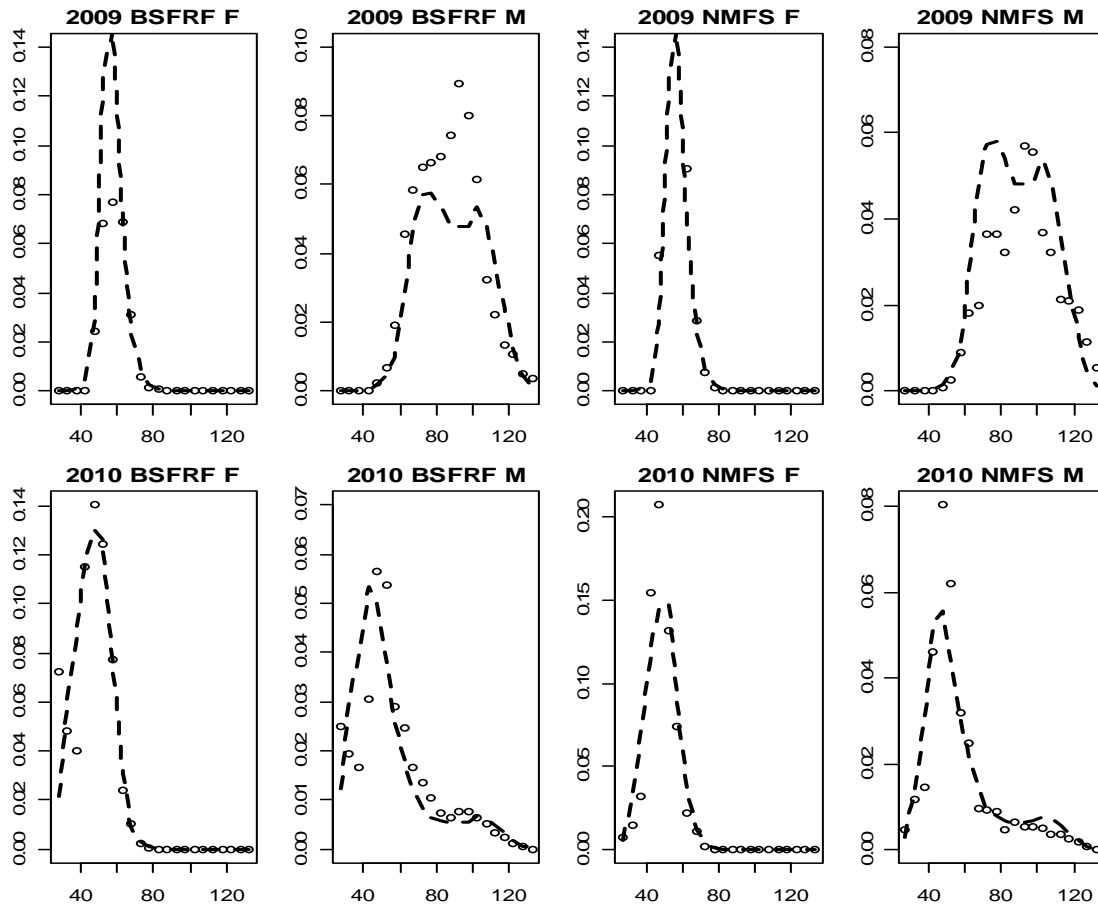 2009 BSFRF F
2009 BSFRF M
2009 NMFS F
2009 NMFS M
0.00 0.02 0.04 0.06 0.08 0.10 0.12 0.14
0.00 0.02 0.04 0.06 0.08 0.10
0.00 0.02 0.04 0.06 0.08 0.10 0.12 0.14
0.00 0.02 0.04 0.06 0.08
40 80 120
40 80 120
40 80 120
40 80 120
2010 BSFRF F
2010 BSFRF M
2010 NMFS F
2010 NMFS M
0.00 0.02 0.04 0.06 0.08 0.10 0.12 0.14
0.00 0.01 0.02 0.03 0.04 0.05 0.06 0.07
0.00 0.05 0.10 0.15 0.20
0.00 0.02 0.04 0.06 0.08
40 80 120
40 80 120
40 80 120
40 80 120